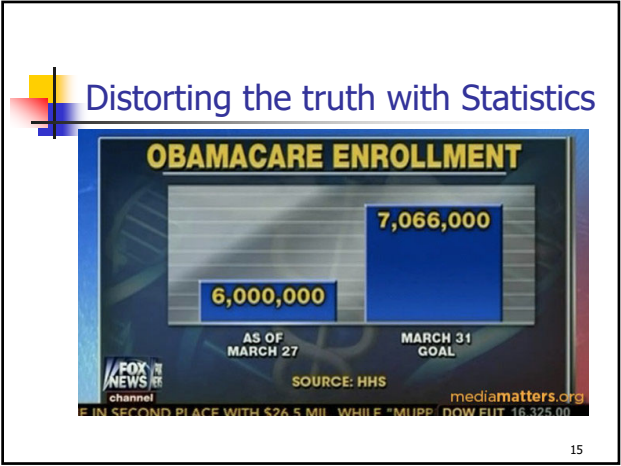 Distorting the truth with Statistics
OBAMACARE ENROLLMENT
7,066,000
6,000,000
AS OF
MARCH 27
MARCH 31
GOAL
FOX
NEWS
channel
SOURCE: HHS
mediamatters.org
E IN SECOND PLACE WITH $26.5 MIL, WHILE "MUPP DOW FUT 16,325.00
15